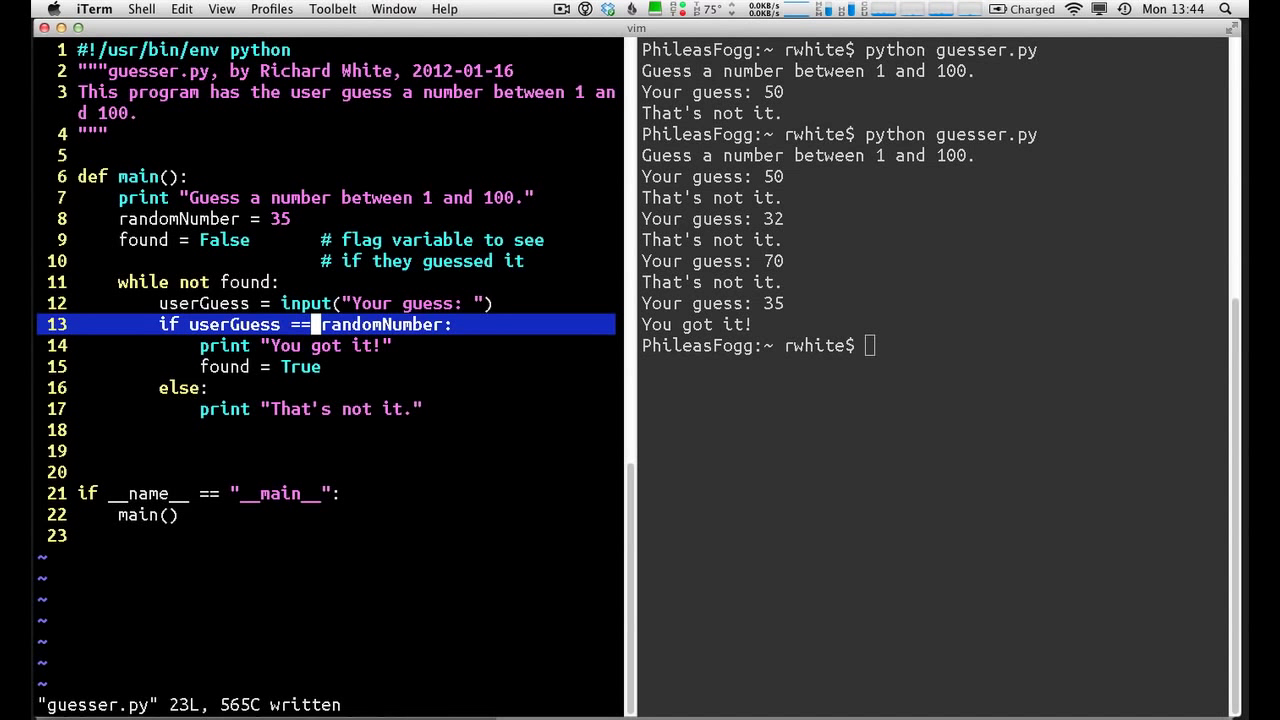 iTerm Shell Edit View Profiles Toolbelt Window Help 75° 0.0KB/s 0.0KB/s Charged Mon 13:44
vim
1 #!/usr/bin/env python
2 """guesser.py, by Richard White, 2012-01-16
3 This program has the user guess a number between 1 an
d 100.
4 """
5
6 def main():
7 print "Guess a number between 1 and 100."
8 randomNumber = 35
9 found = False # flag variable to see
10 # if they guessed it
11 while not found:
12 userGuess = input("Your guess: ")
13 if userGuess == randomNumber:
14 print "You got it!"
15 found = True
16 else:
17 print "That's not it."
18
19
20
21 if __name__ == "__main__":
22 main()
23
~
~
~
~
~
~
~
"guesser.py" 23L, 565C written
PhileasFogg:~ rwhite$ python guesser.py
Guess a number between 1 and 100.
Your guess: 50
That's not it.
PhileasFogg:~ rwhite$ python guesser.py
Guess a number between 1 and 100.
Your guess: 50
That's not it.
Your guess: 32
That's not it.
Your guess: 70
That's not it.
Your guess: 35
You got it!
PhileasFogg:~ rwhite$